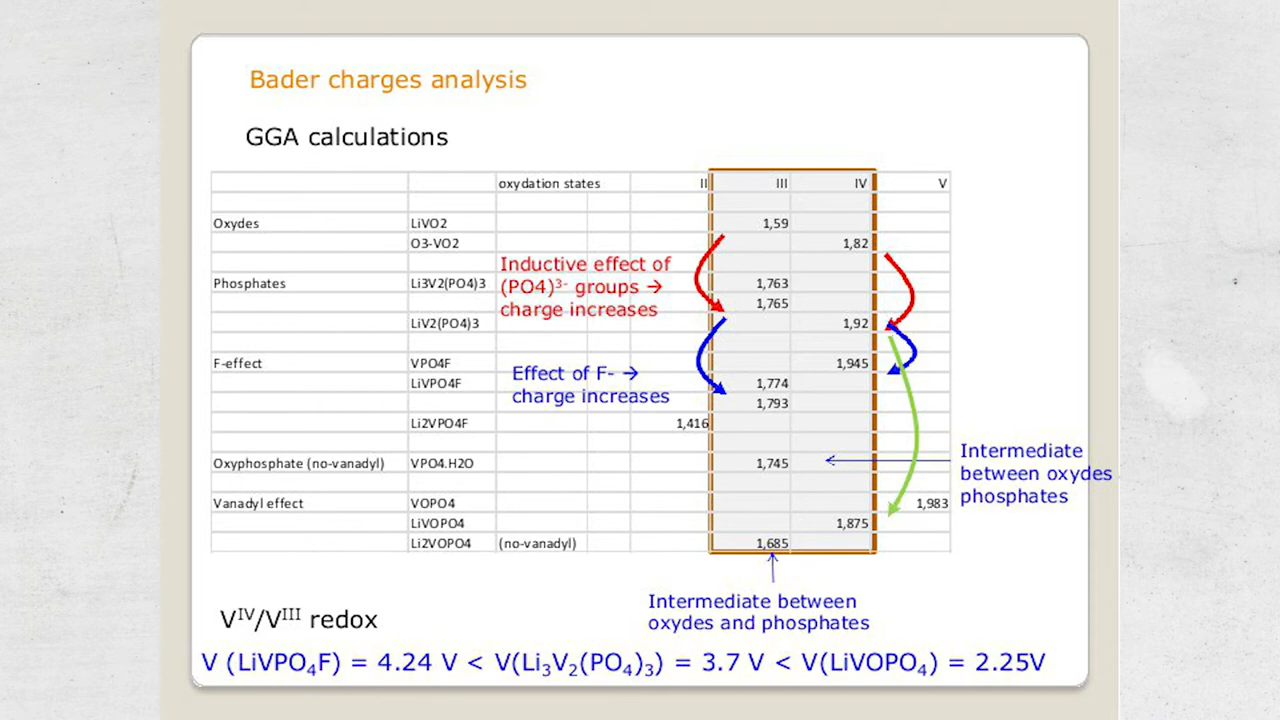 Bader charges analysis
GGA calculations
oxydation states II III IV V
Oxydes LiVO2 1,59
O3-VO2 1,82
Inductive effect of
(PO4)³⁻ groups →
charge increases
Phosphates Li3V2(PO4)3 1,763
1,765
LiV2(PO4)3 1,92
F-effect VPO4F 1,945
Effect of F- →
charge increases
LiVPO4F 1,774
1,793
Li2VPO4F 1,416
Intermediate
between oxydes
phosphates
Oxyphosphate (no-vanadyl) VPO4.H2O 1,745
Vanadyl effect VOPO4 1,983
LiVOPO4 1,875
Li2VOPO4 (no-vanadyl) 1,685
Intermediate between
oxydes and phosphates
Vᴵⱽ/Vᴵᴵᴵ redox
V (LiVPO₄F) = 4.24 V < V(Li₃V₂(PO₄)₃) = 3.7 V < V(LiVOPO₄) = 2.25V